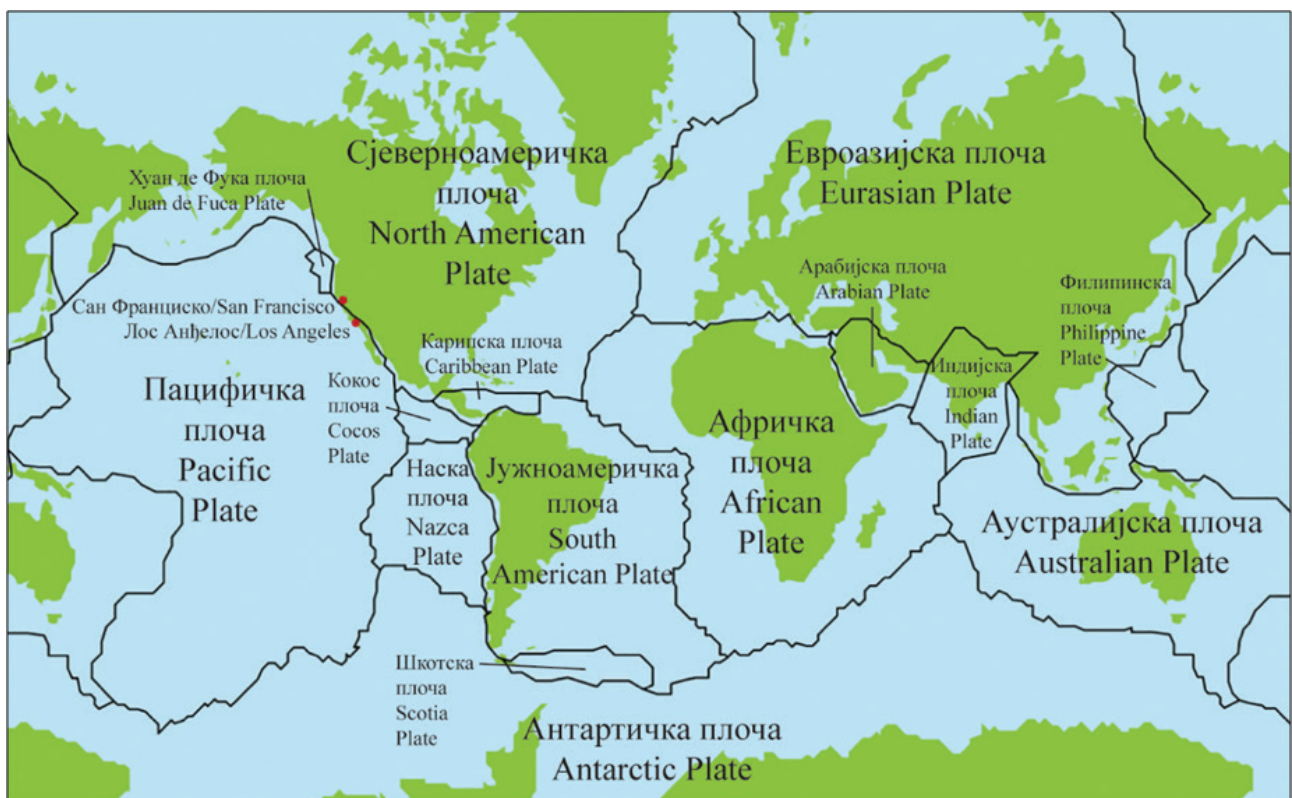 Сјеверноамеричка
плоча
North American
Plate
Евроазијска плоча
Eurasian Plate
Хуан де Фука плоча
Juan de Fuca Plate
Арабијска плоча
Arabian Plate
Филипинска
плоча
Philippine
Plate
Сан Франциско/San Francisco
Лос Анђелос/Los Angeles
Карипска плоча
Caribbean Plate
Кокос
плоча
Cocos
Plate
Пацифичка
плоча
Pacific
Plate
Индијска
плоча
Indian
Plate
Афричка
плоча
African
Plate
Наска
плоча
Nazca
Plate
Јужноамеричка
плоча
South
American Plate
Аустралијска плоча
Australian Plate
Шкотска
плоча
Scotia
Plate
Антартичка плоча
Antarctic Plate